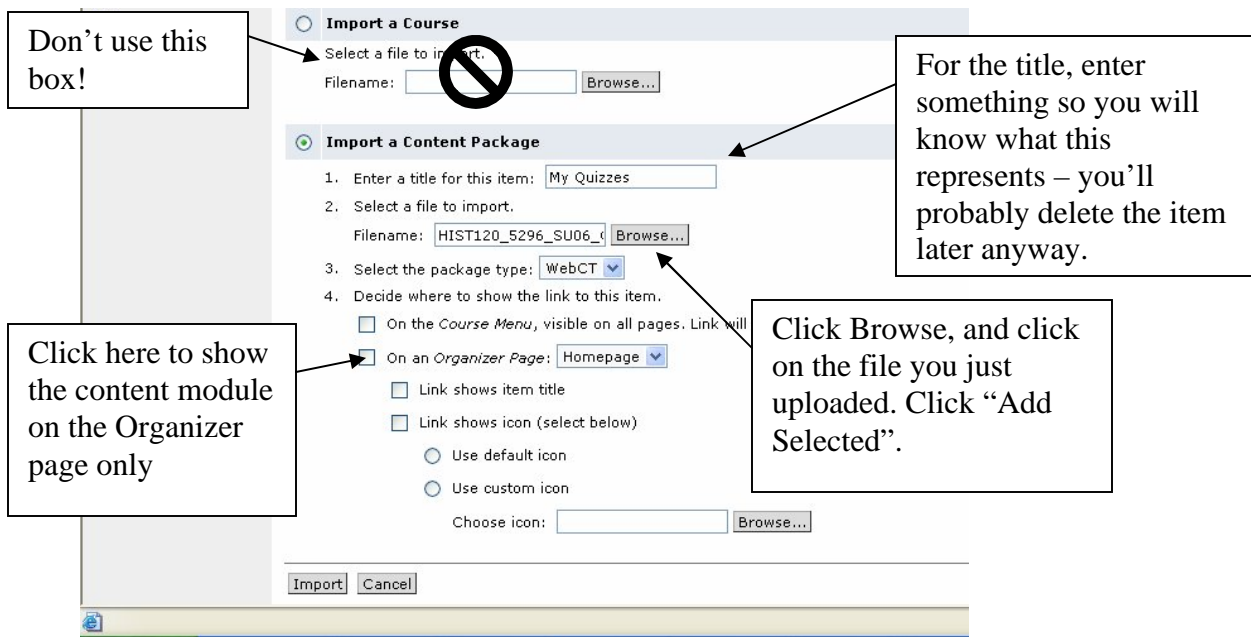 Don’t use this
box!
Import a Course
Select a file to import.
Filename:
Browse...
For the title, enter
something so you will
know what this
represents – you’ll
probably delete the item
later anyway.
Import a Content Package
1. Enter a title for this item: My Quizzes
2. Select a file to import.
Filename: HIST120_5296_SU06_ Browse...
3. Select the package type: WebCT
4. Decide where to show the link to this item.
On the Course Menu, visible on all pages. Link will
On an Organizer Page: Homepage
Link shows item title
Link shows icon (select below)
Use default icon
Use custom icon
Choose icon: Browse...
Click here to show
the content module
on the Organizer
page only
Click Browse, and click
on the file you just
uploaded. Click “Add
Selected”.
Import Cancel